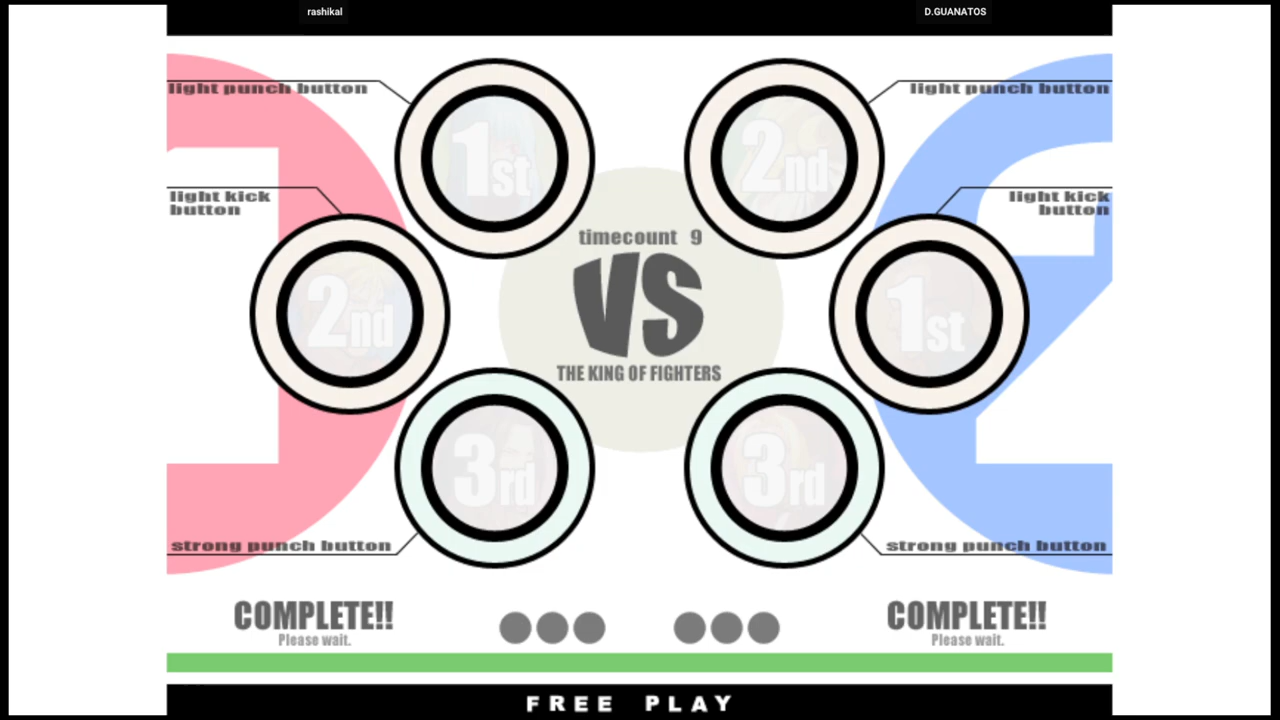 rashikal
D.GUANATOS
light punch button
light punch button
1st
2nd
light kick
button
light kick
button
timecount 9
VS
THE KING OF FIGHTERS
2nd
1st
3rd
3rd
strong punch button
strong punch button
COMPLETE!!
Please wait.
COMPLETE!!
Please wait.
FREE PLAY